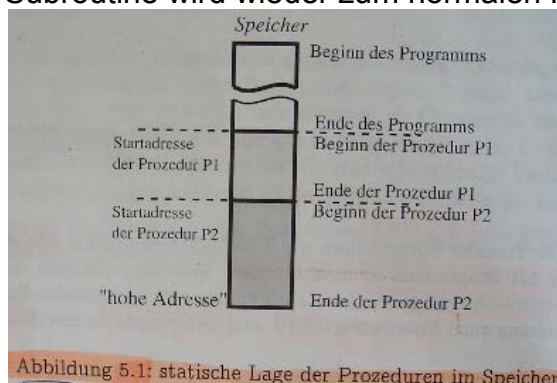 Subroutine wird wieder zum normalen
Speicher
Beginn des Programms
Ende des Programms
Startadresse
der Prozedur P1
Beginn der Prozedur P1
Ende der Prozedur P1
Startadresse
der Prozedur P2
Beginn der Prozedur P2
"hohe Adresse"
Ende der Prozedur P2
Abbildung 5.1: statische Lage der Prozeduren im Speicher